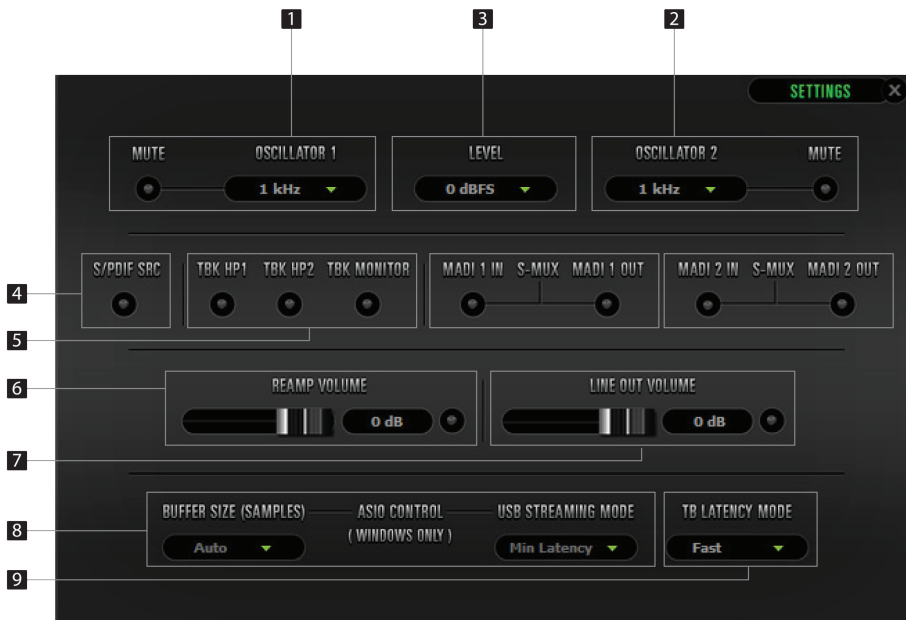 1 3 2
SETTINGS X
MUTE OSCILLATOR 1 LEVEL OSCILLATOR 2 MUTE
1 kHz 0 dBFS 1 kHz
S/PDIF SRC TBK HP1 TBK HP2 TBK MONITOR MADI 1 IN S-MUX MADI 1 OUT MADI 2 IN S-MUX MADI 2 OUT
4
5
6 REAMP VOLUME LINE OUT VOLUME
0 dB 0 dB
7
BUFFER SIZE (SAMPLES) ASIO CONTROL USB STREAMING MODE TB LATENCY MODE
8 ( WINDOWS ONLY )
Auto Min Latency Fast
9